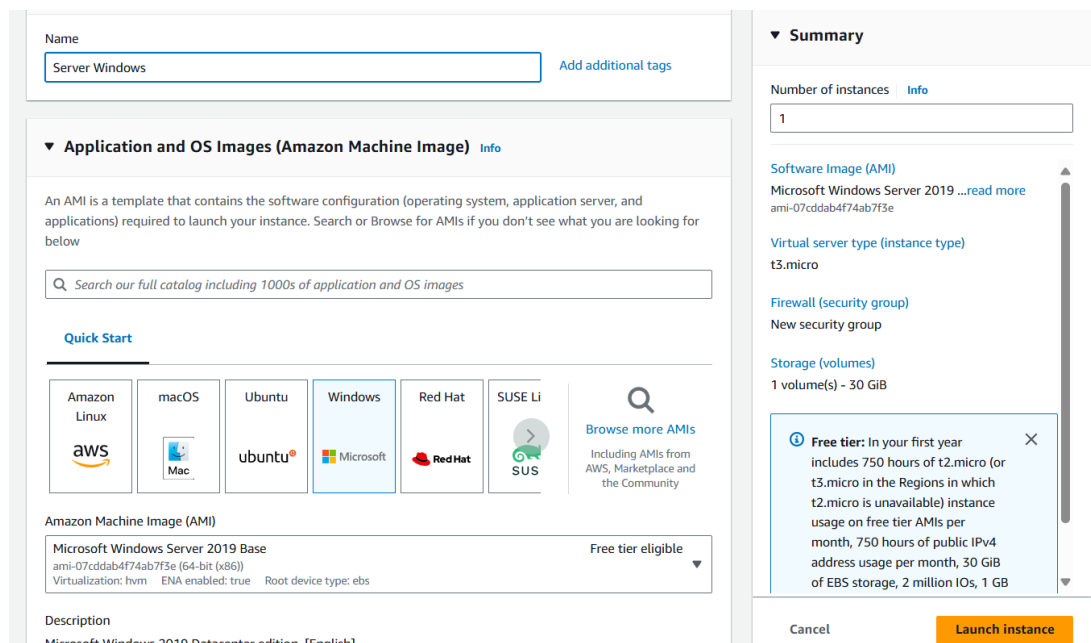 Name
Server Windows
Add additional tags
Application and OS Images (Amazon Machine Image) Info
An AMI is a template that contains the software configuration (operating system, application server, and
applications) required to launch your instance. Search or Browse for AMIs if you don't see what you are looking for
below
Search our full catalog including 1000s of application and OS images
Quick Start
Amazon
Linux
aws
macOS
Mac
Ubuntu
ubuntu
Windows
Microsoft
Red Hat
Red Hat
SUSE Li
SUS
Browse more AMIs
Including AMIs from
AWS, Marketplace and
the Community
Amazon Machine Image (AMI)
Microsoft Windows Server 2019 Base
Free tier eligible
ami-07cddab4f74ab7f3e (64-bit (x86))
Virtualization: hvm ENA enabled: true Root device type: ebs
Description
Microsoft Windows 2019 Datacenter edition. [English]
Summary
Number of instances Info
1
Software Image (AMI)
Microsoft Windows Server 2019 ...read more
ami-07cddab4f74ab7f3e
Virtual server type (instance type)
t3.micro
Firewall (security group)
New security group
Storage (volumes)
1 volume(s) - 30 GiB
Free tier: In your first year
includes 750 hours of t2.micro (or
t3.micro in the Regions in which
t2.micro is unavailable) instance
usage on free tier AMIs per
month, 750 hours of public IPv4
address usage per month, 30 GiB
of EBS storage, 2 million IOs, 1 GB
Cancel
Launch instance